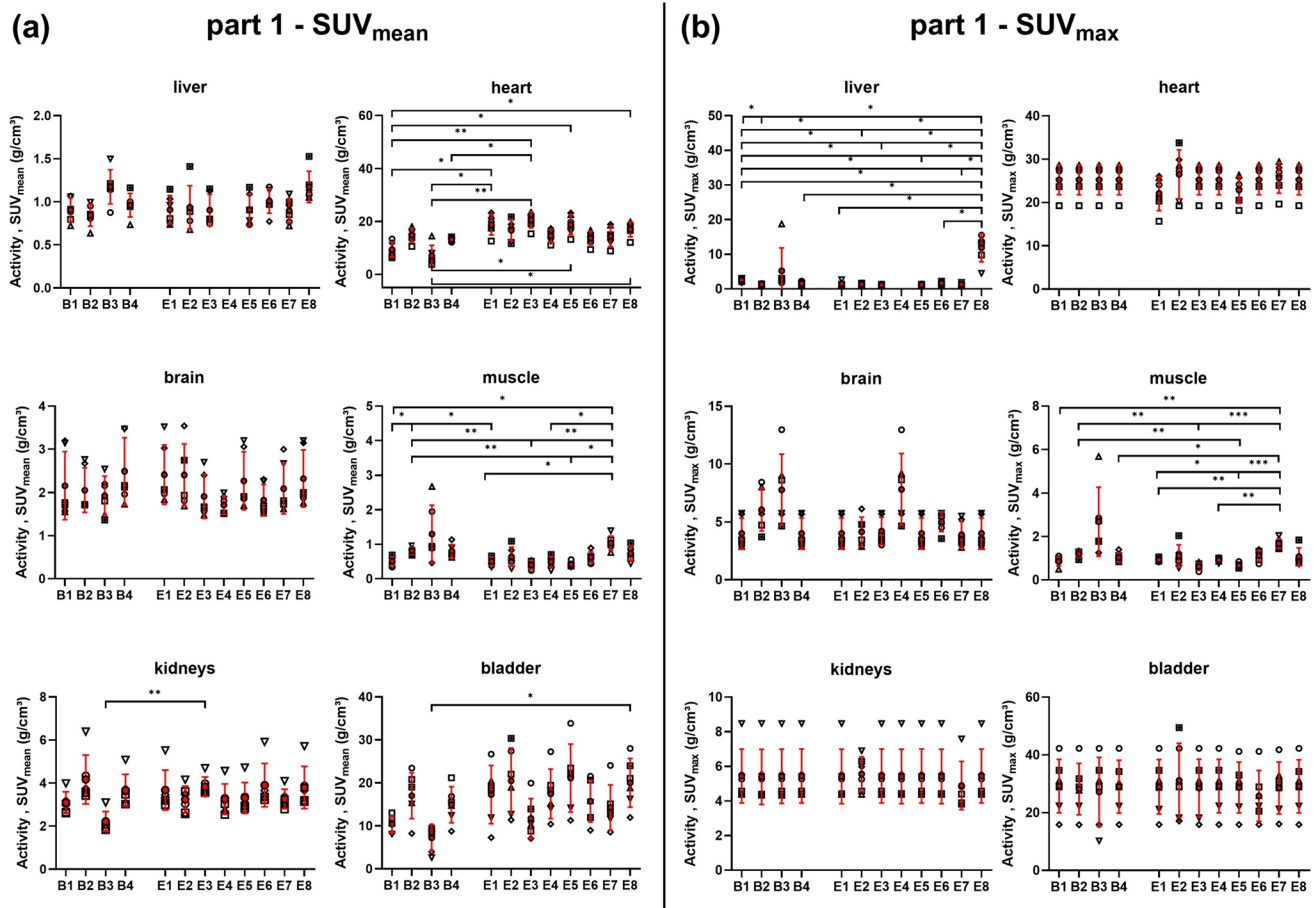 (a) part 1 - SUVmean
(b) part 1 - SUVmax
liver
Activity , SUVmean (g/cm³)
2.0
1.5
1.0
0.5
0.0
B1 B2 B3 B4 E1 E2 E3 E4 E5 E6 E7 E8
heart
Activity , SUVmean (g/cm³)
60
40
20
0
* * ** * * * * ** * *
B1 B2 B3 B4 E1 E2 E3 E4 E5 E6 E7 E8
liver
Activity , SUVmax (g/cm³)
50
40
30
20
10
0
* * * * * * * * * * * * * * *
B1 B2 B3 B4 E1 E2 E3 E4 E5 E6 E7 E8
heart
Activity , SUVmax (g/cm³)
40
30
20
10
0
B1 B2 B3 B4 E1 E2 E3 E4 E5 E6 E7 E8
brain
Activity , SUVmean (g/cm³)
4
3
2
1
0
B1 B2 B3 B4 E1 E2 E3 E4 E5 E6 E7 E8
muscle
Activity , SUVmean (g/cm³)
5
4
3
2
1
0
* * * * ** ** ** * *
B1 B2 B3 B4 E1 E2 E3 E4 E5 E6 E7 E8
brain
Activity , SUVmax (g/cm³)
15
10
5
0
B1 B2 B3 B4 E1 E2 E3 E4 E5 E6 E7 E8
muscle
Activity , SUVmax (g/cm³)
8
6
4
2
0
** ** *** ** * * *** ** **
B1 B2 B3 B4 E1 E2 E3 E4 E5 E6 E7 E8
kidneys
Activity , SUVmean (g/cm³)
8
6
4
2
0
**
B1 B2 B3 B4 E1 E2 E3 E4 E5 E6 E7 E8
bladder
Activity , SUVmean (g/cm³)
40
30
20
10
0
*
B1 B2 B3 B4 E1 E2 E3 E4 E5 E6 E7 E8
kidneys
Activity , SUVmax (g/cm³)
10
8
6
4
2
0
B1 B2 B3 B4 E1 E2 E3 E4 E5 E6 E7 E8
bladder
Activity , SUVmax (g/cm³)
60
40
20
0
B1 B2 B3 B4 E1 E2 E3 E4 E5 E6 E7 E8